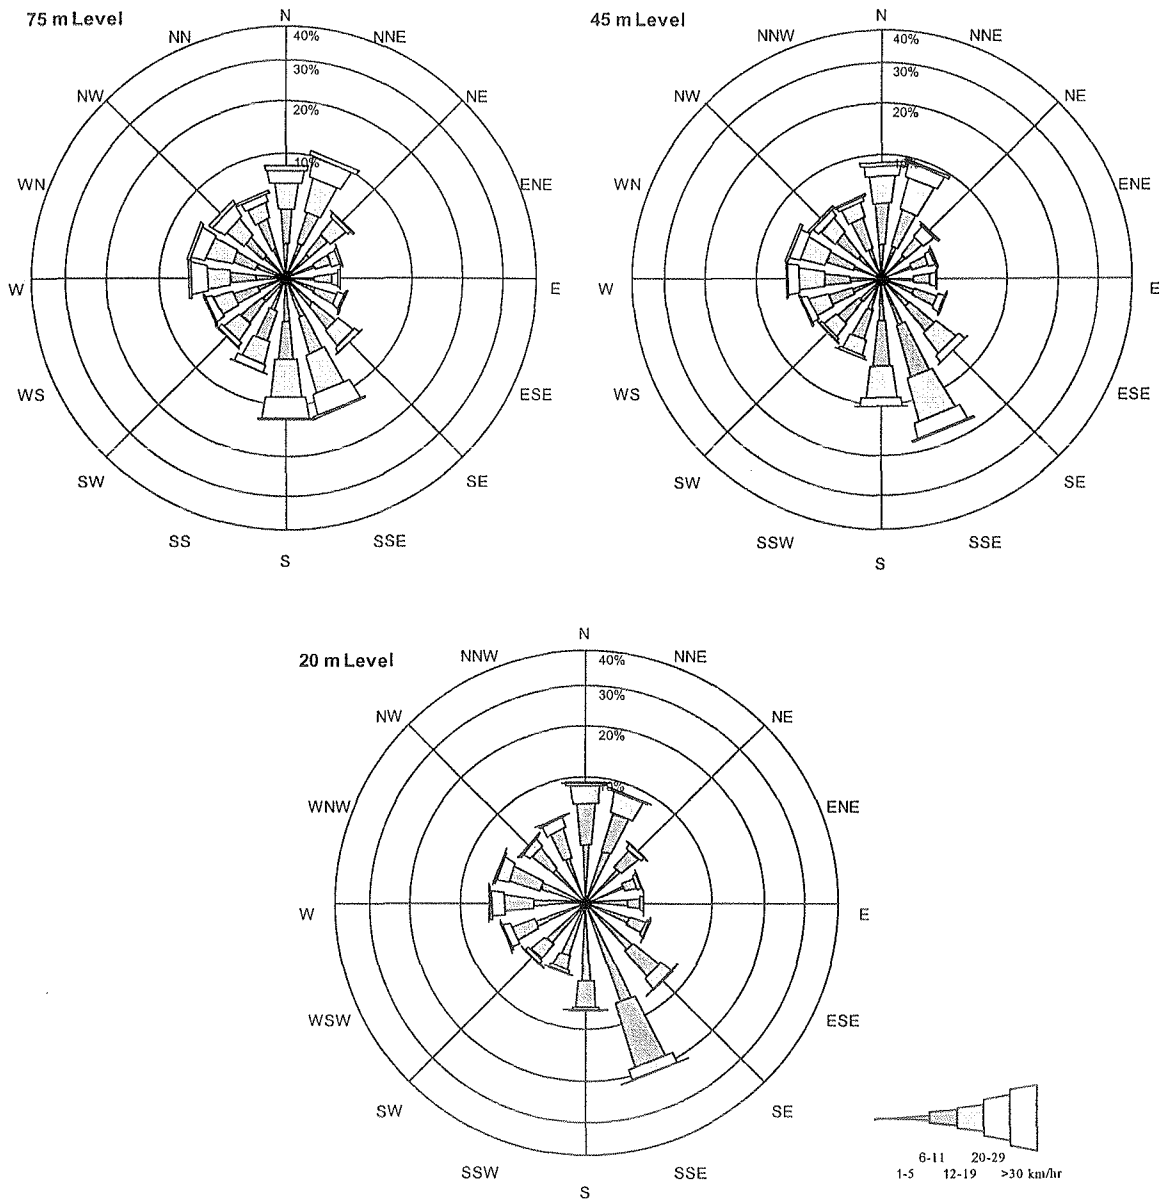 75 m Level
N
NN
NNE
40%
30%
20%
10%
NW
NE
WN
ENE
W
E
WS
ESE
SW
SE
SS
SSE
S
45 m Level
N
NNW
NNE
40%
30%
20%
NW
NE
WN
ENE
W
E
WS
ESE
SW
SE
SSW
SSE
S
20 m Level
N
NNW
NNE
40%
30%
20%
NW
NE
WNW
ENE
W
E
WSW
ESE
SW
SE
SSW
SSE
S
6-11 20-29
1-5 12-19 >30 km/hr